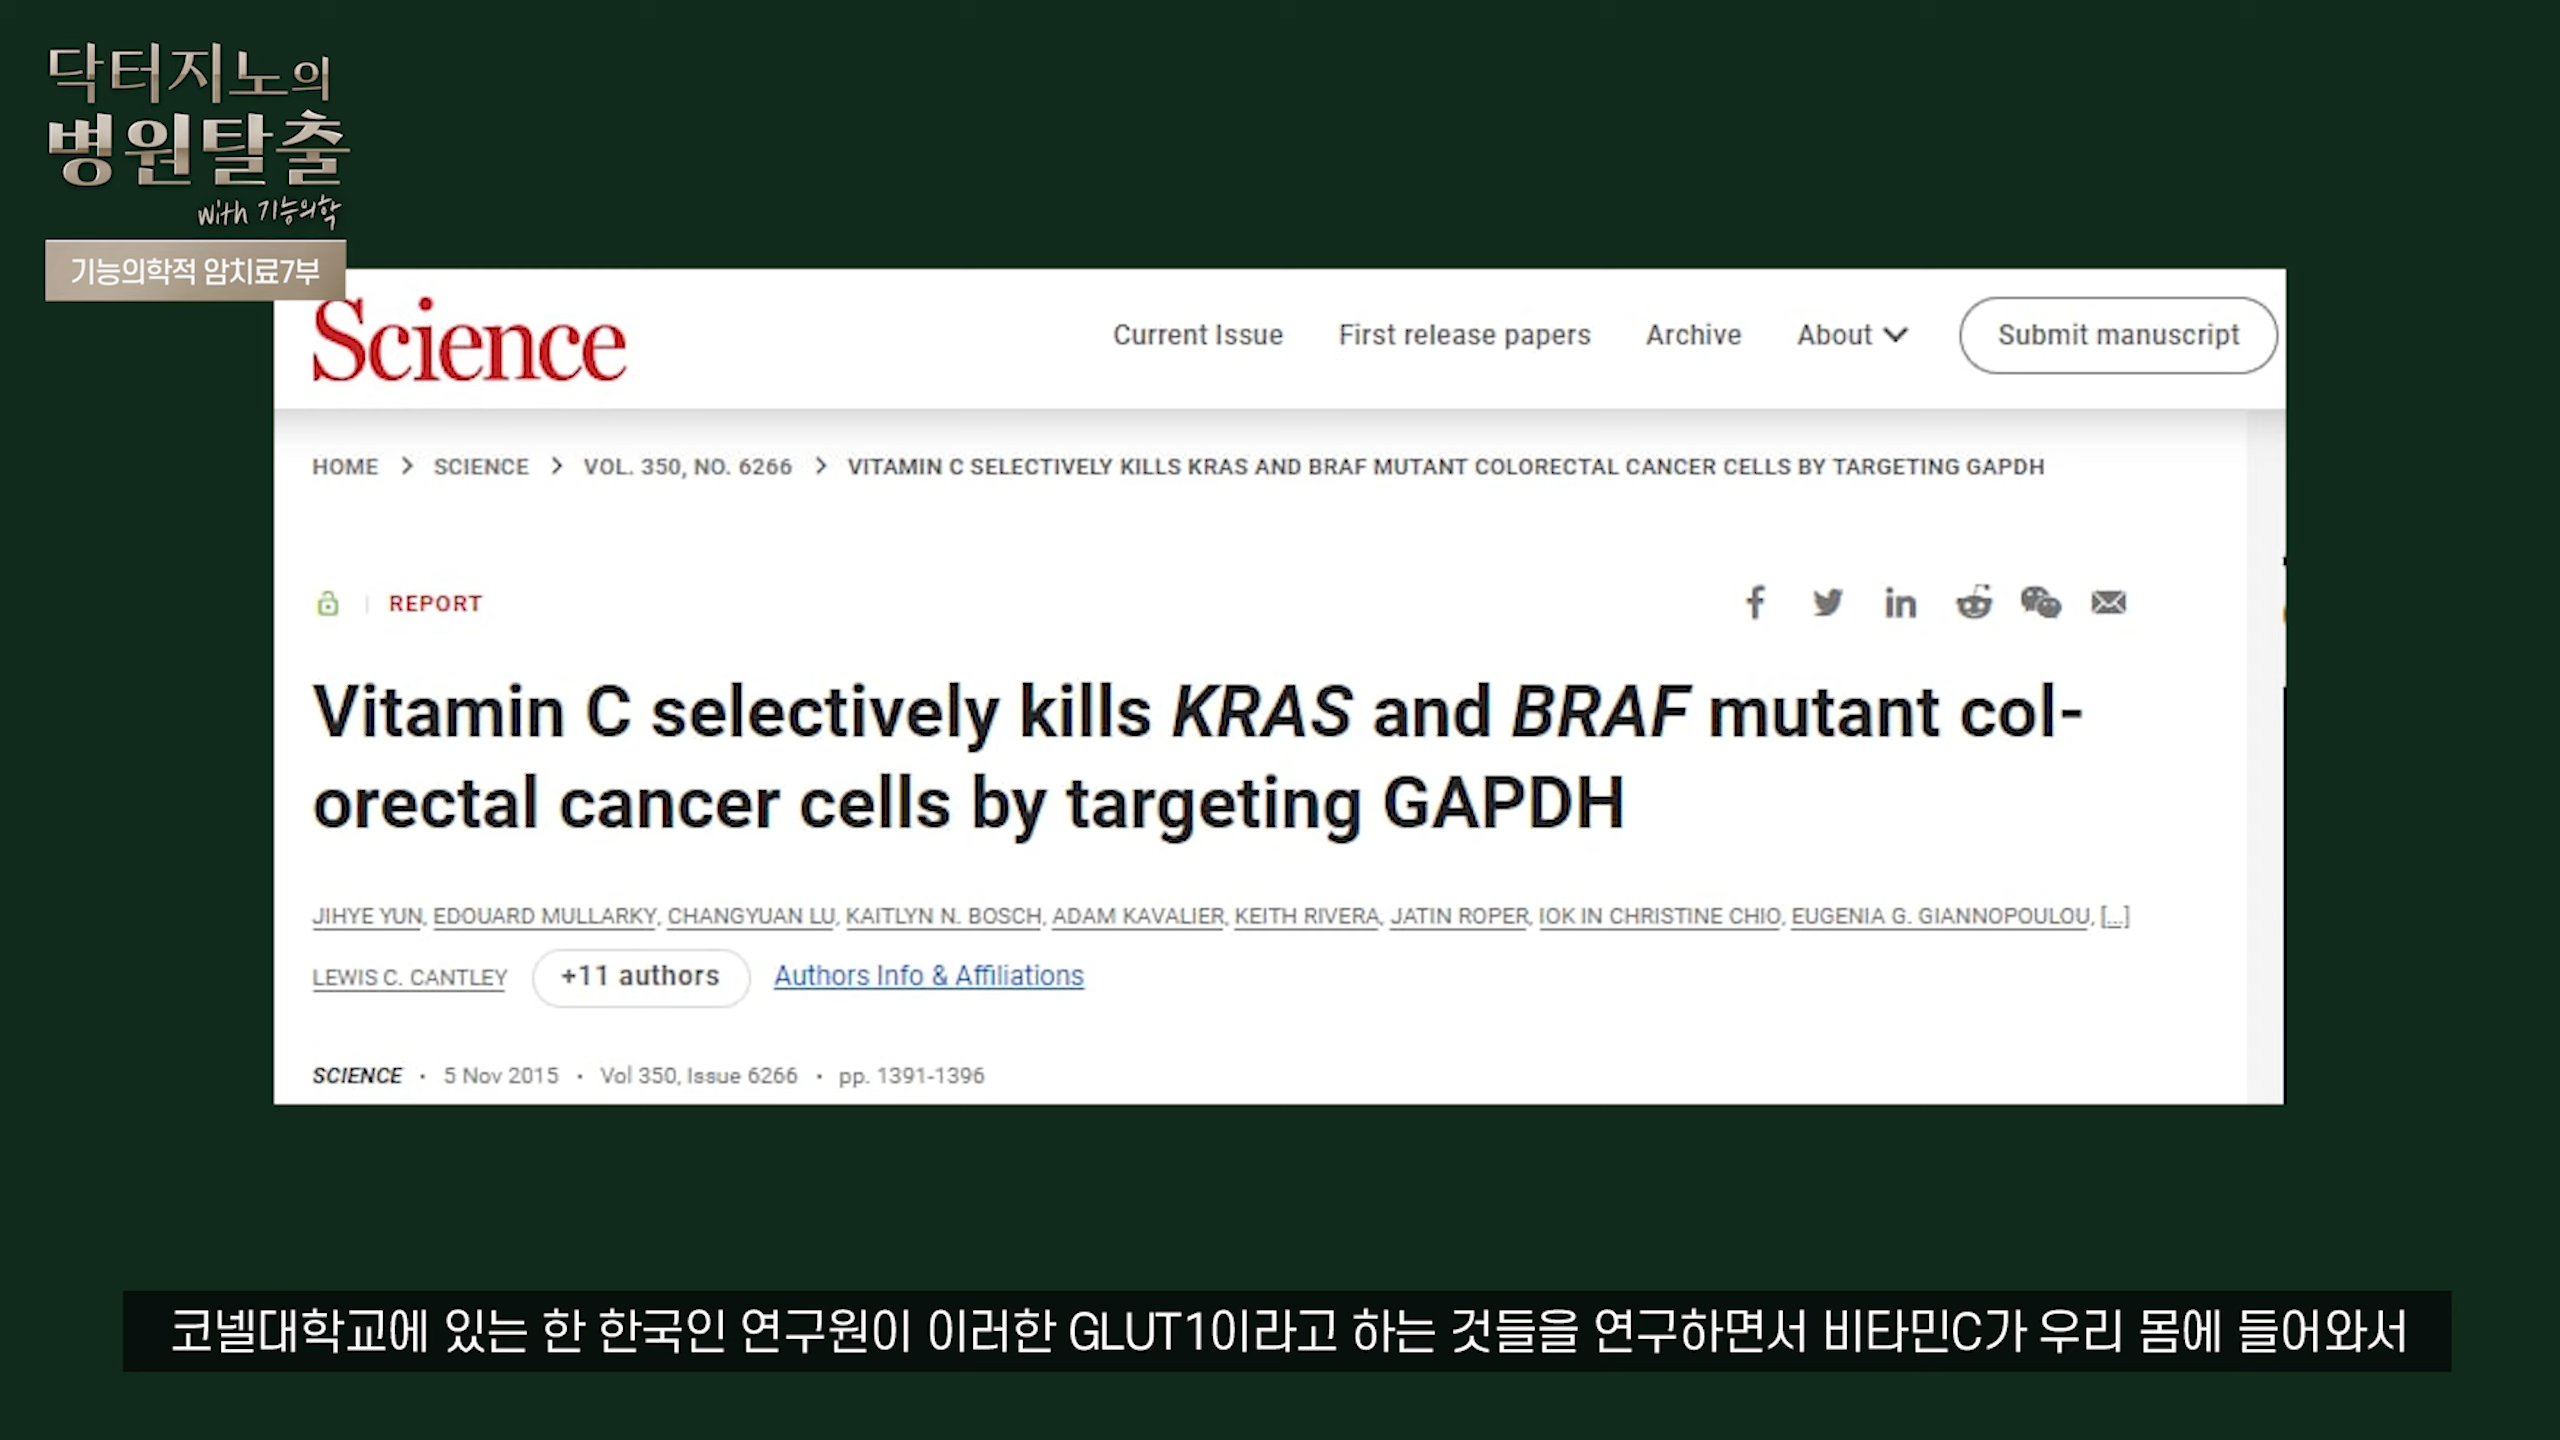 닥터지노의
병원탈출
with 기능의학
기능의학적 암치료7부
Science
Current Issue
First release papers
Archive
About
Submit manuscript
HOME > SCIENCE > VOL. 350, NO. 6266 > VITAMIN C SELECTIVELY KILLS KRAS AND BRAF MUTANT COLORECTAL CANCER CELLS BY TARGETING GAPDH
REPORT
Vitamin C selectively kills KRAS and BRAF mutant col-
orectal cancer cells by targeting GAPDH
JIHYE YUN, EDOUARD MULLARKY, CHANGYUAN LU, KAITLYN N. BOSCH, ADAM KAVALIER, KEITH RIVERA, JATIN ROPER, IOK IN CHRISTINE CHIO, EUGENIA G. GIANNOPOULOU, [...]
LEWIS C. CANTLEY +11 authors Authors Info & Affiliations
SCIENCE · 5 Nov 2015 · Vol 350, Issue 6266 · pp. 1391-1396
코넬대학교에 있는 한 한국인 연구원이 이러한 GLUT1이라고 하는 것들을 연구하면서 비타민C가 우리 몸에 들어와서